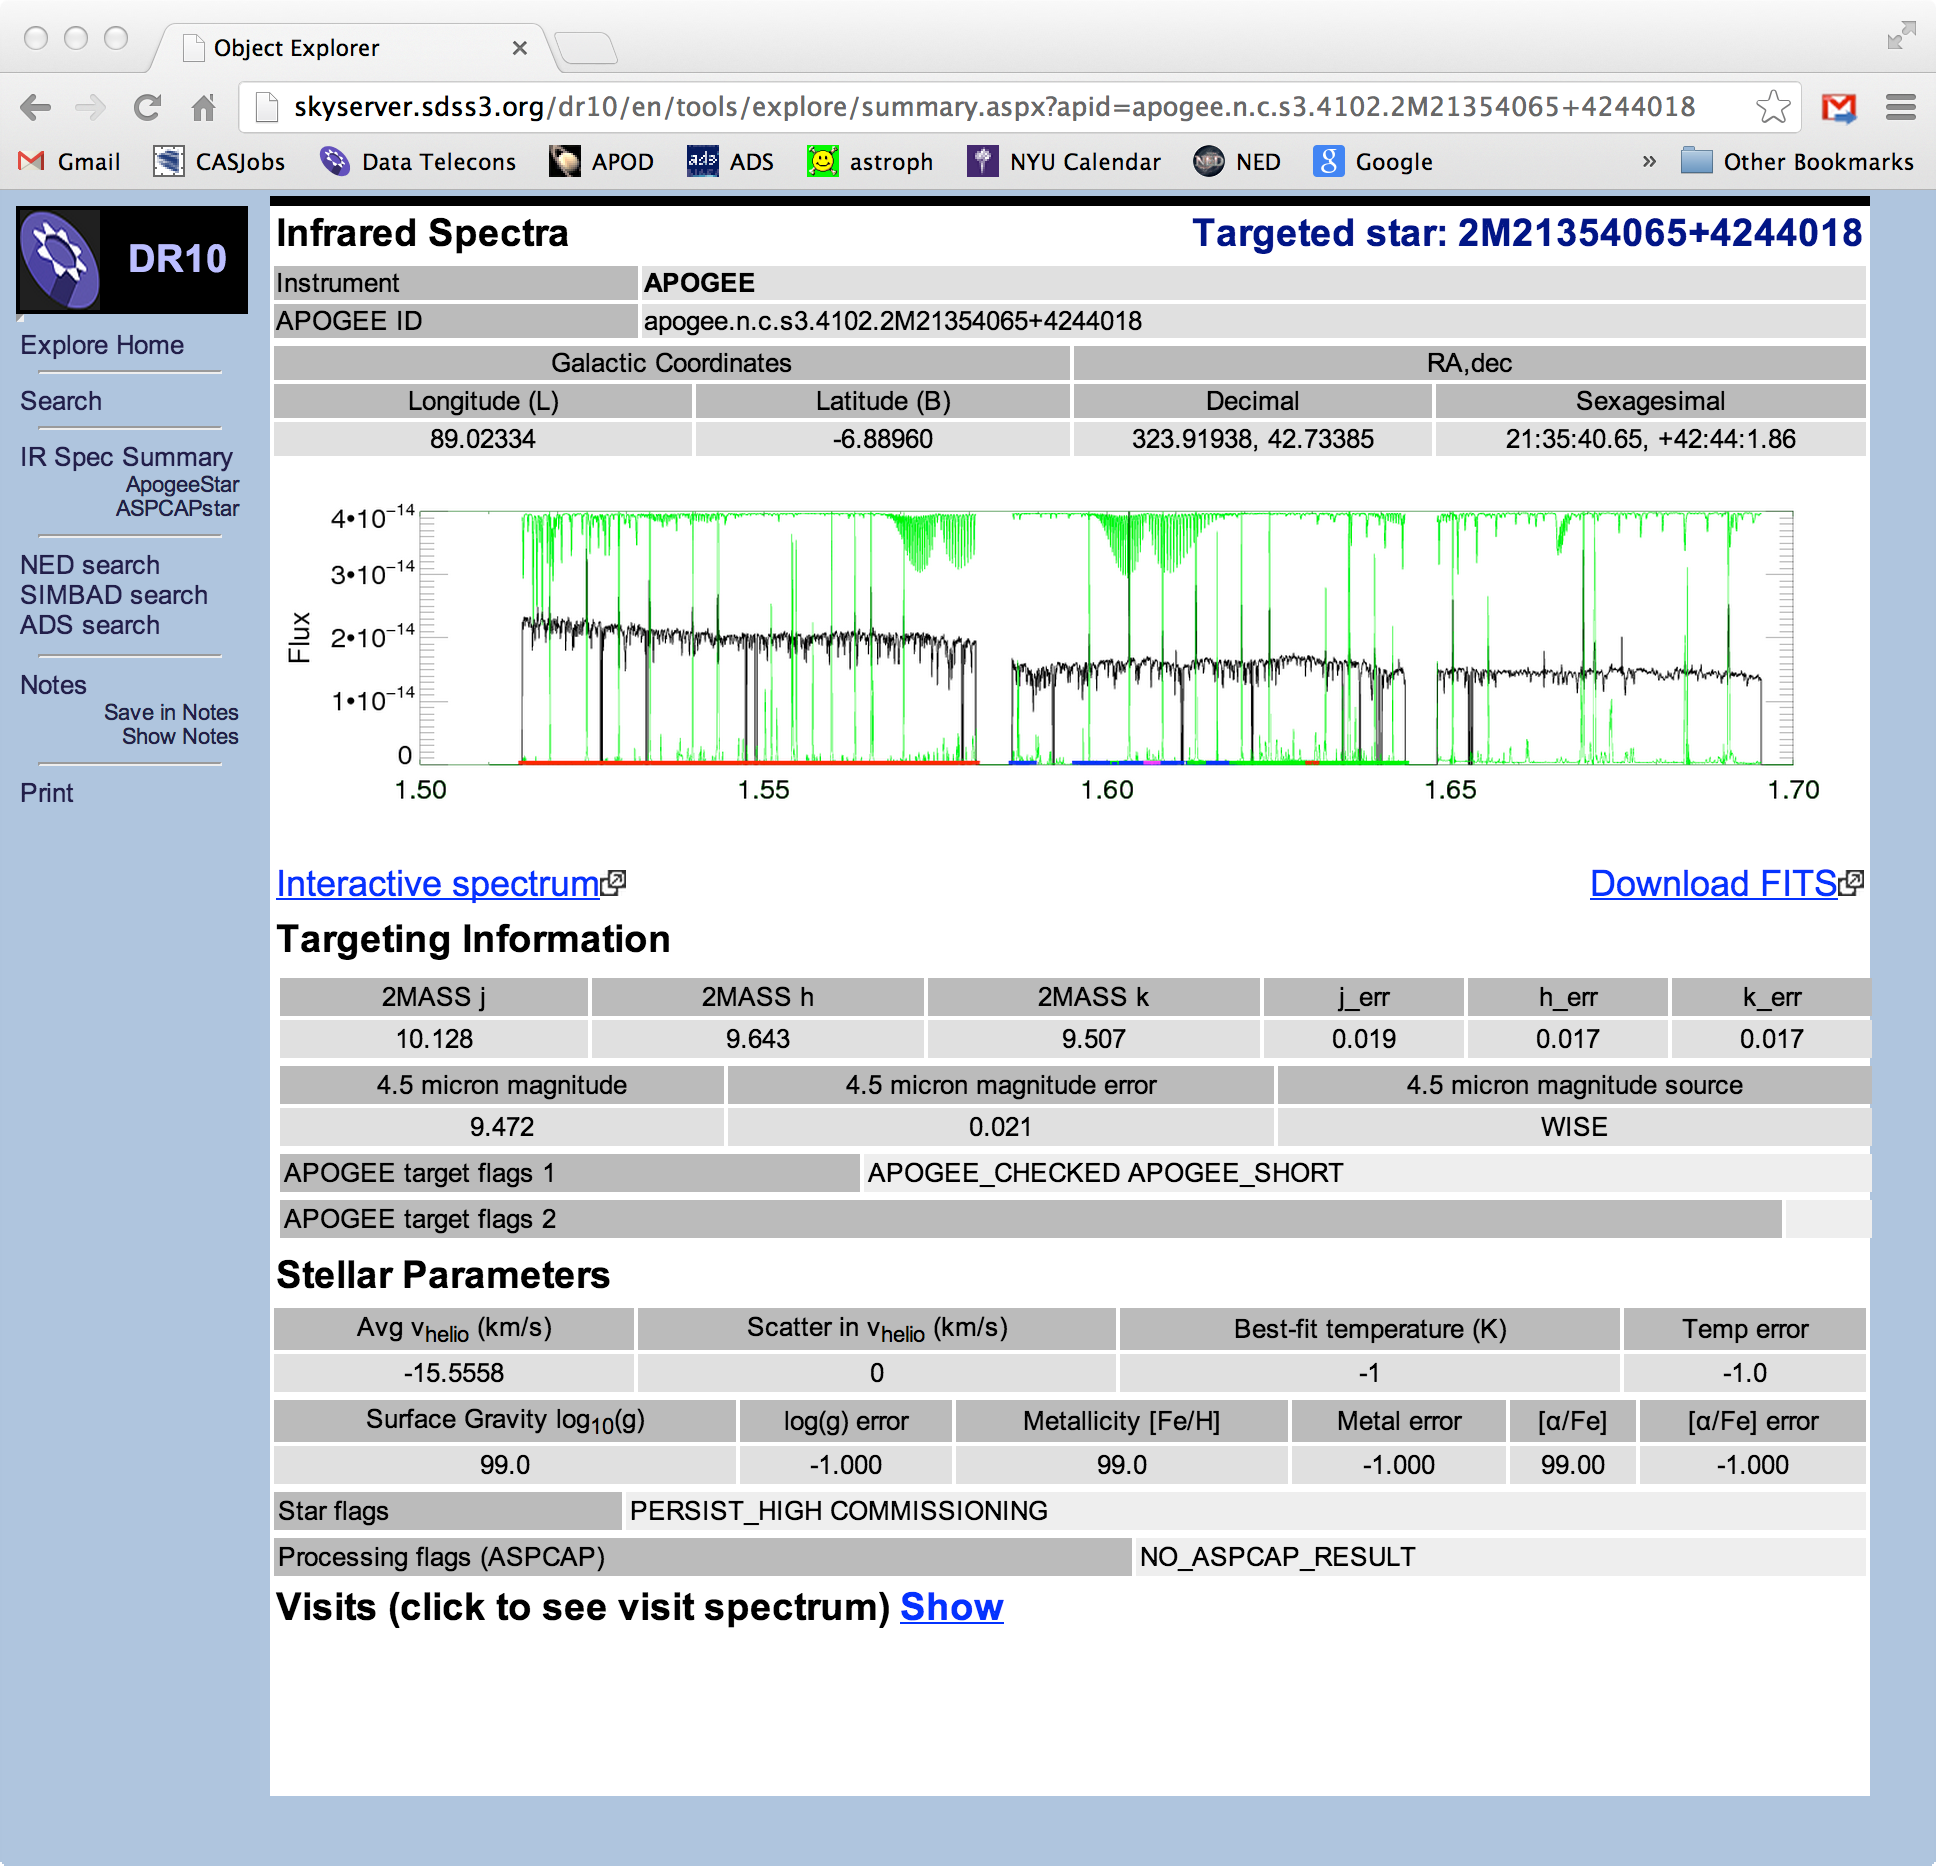 Object Explorer ×
skyserver.sdss3.org/dr10/en/tools/explore/summary.aspx?apid=apogee.n.c.s3.4102.2M21354065+4244018
Gmail CASJobs Data Telecons APOD ads ADS astroph NYU Calendar NED NED g Google » Other Bookmarks
DR10
Explore Home
Search
IR Spec Summary
ApogeeStar
ASPCAPstar
NED search
SIMBAD search
ADS search
Notes
Save in Notes
Show Notes
Print
Infrared Spectra Targeted star: 2M21354065+4244018
Instrument APOGEE
APOGEE ID apogee.n.c.s3.4102.2M21354065+4244018
Galactic Coordinates RA,dec
Longitude (L) Latitude (B) Decimal Sexagesimal
89.02334 -6.88960 323.91938, 42.73385 21:35:40.65, +42:44:1.86
Flux
4•10⁻¹⁴
3•10⁻¹⁴
2•10⁻¹⁴
1•10⁻¹⁴
0
1.50 1.55 1.60 1.65 1.70
Interactive spectrum Download FITS
Targeting Information
2MASS j 2MASS h 2MASS k j_err h_err k_err
10.128 9.643 9.507 0.019 0.017 0.017
4.5 micron magnitude 4.5 micron magnitude error 4.5 micron magnitude source
9.472 0.021 WISE
APOGEE target flags 1 APOGEE_CHECKED APOGEE_SHORT
APOGEE target flags 2
Stellar Parameters
Avg vhelio (km/s) Scatter in vhelio (km/s) Best-fit temperature (K) Temp error
-15.5558 0 -1 -1.0
Surface Gravity log10(g) log(g) error Metallicity [Fe/H] Metal error [α/Fe] [α/Fe] error
99.0 -1.000 99.0 -1.000 99.00 -1.000
Star flags PERSIST_HIGH COMMISSIONING
Processing flags (ASPCAP) NO_ASPCAP_RESULT
Visits (click to see visit spectrum) Show